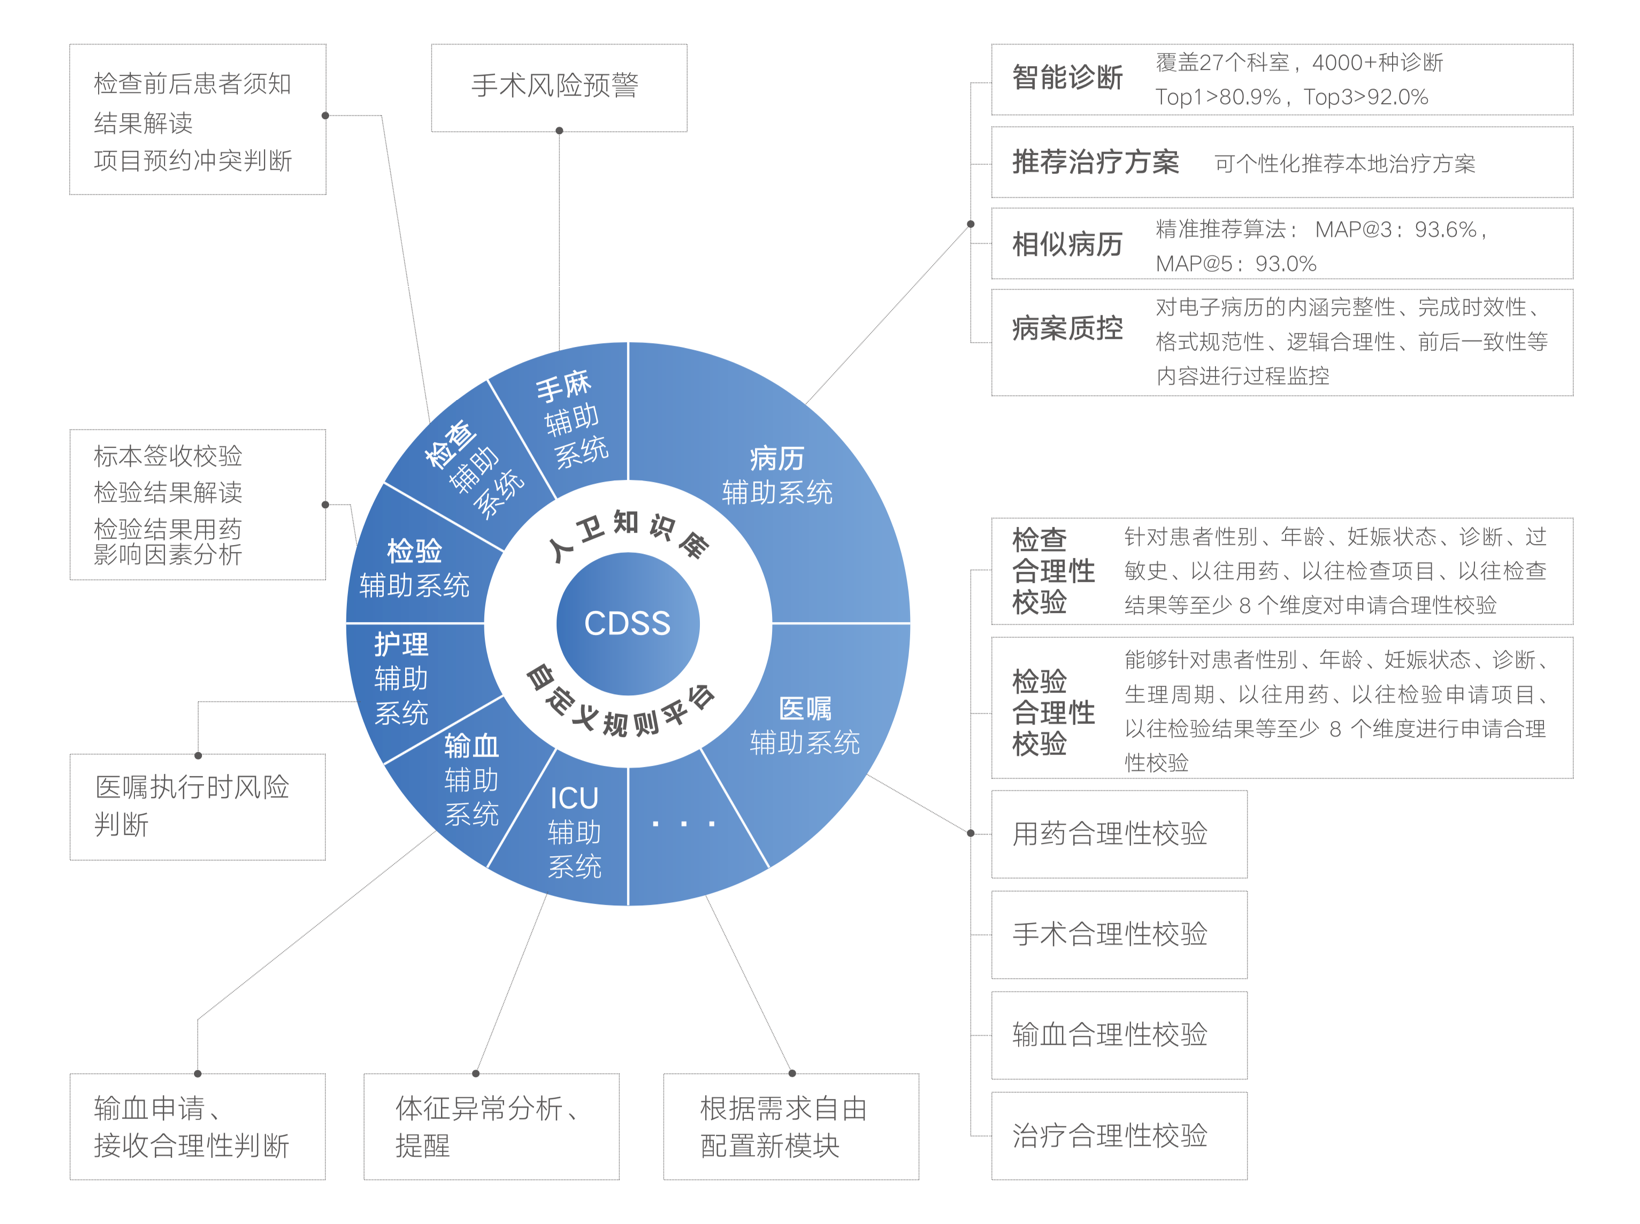 检查前后患者须知
结果解读
项目预约冲突判断
手术风险预警
智能诊断
覆盖27个科室，4000+种诊断
Top1>80.9%，Top3>92.0%
推荐治疗方案
可个性化推荐本地治疗方案
相似病历
精准推荐算法： MAP@3：93.6%，
MAP@5：93.0%
病案质控
对电子病历的内涵完整性、完成时效性、
格式规范性、逻辑合理性、前后一致性等
内容进行过程监控
标本签收校验
检验结果解读
检验结果用药
影响因素分析
手麻
辅助
系统
检查
辅助
系统
病历
辅助系统
检验
辅助系统
人卫知识库
CDSS
自定义规则平台
护理
辅助
系统
输血
辅助
系统
ICU
辅助
系统
· · ·
医嘱
辅助系统
检查
合理性
校验
针对患者性别、年龄、妊娠状态、诊断、过
敏史、以往用药、以往检查项目、以往检查
结果等至少 8 个维度对申请合理性校验
检验
合理性
校验
能够针对患者性别、年龄、妊娠状态、诊断、
生理周期、以往用药、以往检验申请项目、
以往检验结果等至少 8 个维度进行申请合理
性校验
用药合理性校验
手术合理性校验
输血合理性校验
治疗合理性校验
医嘱执行时风险
判断
输血申请、
接收合理性判断
体征异常分析、
提醒
根据需求自由
配置新模块